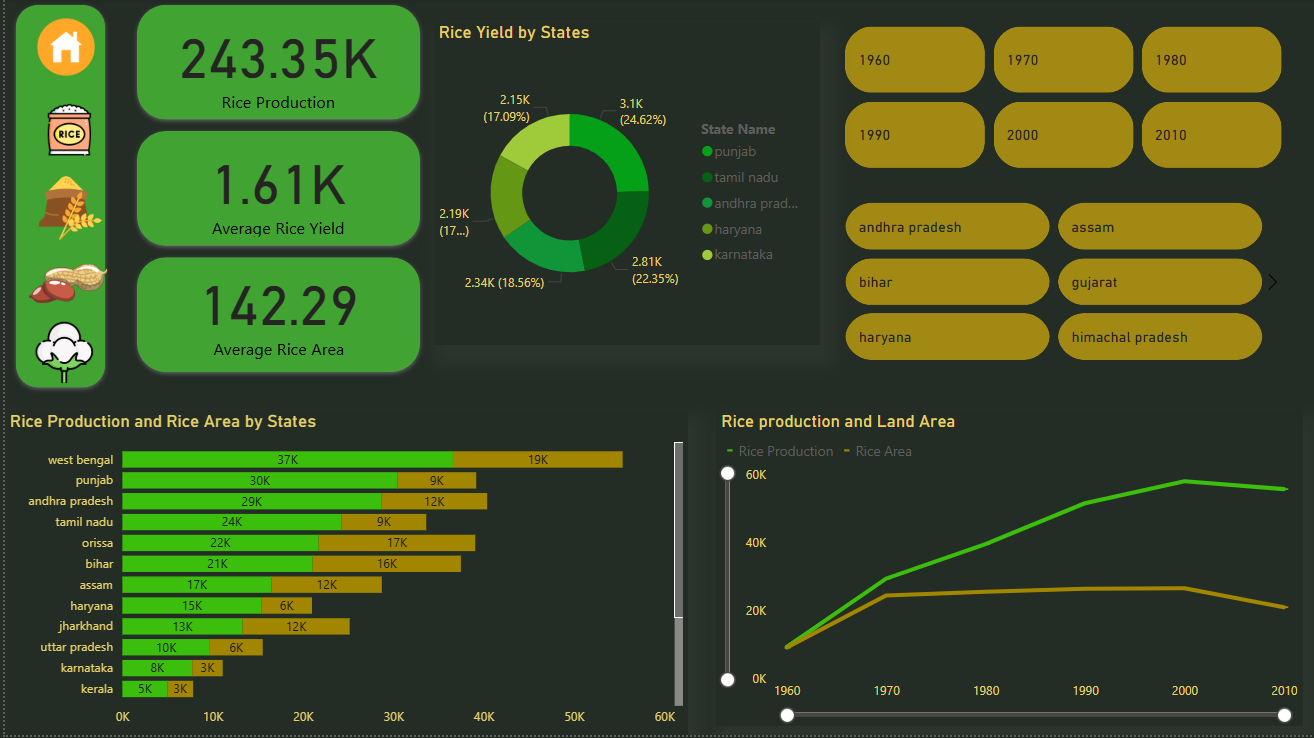 RICE
243.35K
Rice Production
1.61K
Average Rice Yield
142.29
Average Rice Area
Rice Yield by States
2.15K
(17.09%)
3.1K
(24.62%)
2.19K
(17...)
2.34K (18.56%)
2.81K
(22.35%)
State Name
punjab
tamil nadu
andhra prad...
haryana
karnataka
1960
1970
1980
1990
2000
2010
andhra pradesh
assam
bihar
gujarat
haryana
himachal pradesh
Rice Production and Rice Area by States
west bengal 37K 19K
punjab 30K 9K
andhra pradesh 29K 12K
tamil nadu 24K 9K
orissa 22K 17K
bihar 21K 16K
assam 17K 12K
haryana 15K 6K
jharkhand 13K 12K
uttar pradesh 10K 6K
karnataka 8K 3K
kerala 5K 3K
0K 10K 20K 30K 40K 50K 60K
Rice production and Land Area
Rice Production Rice Area
60K
40K
20K
0K
1960 1970 1980 1990 2000 2010